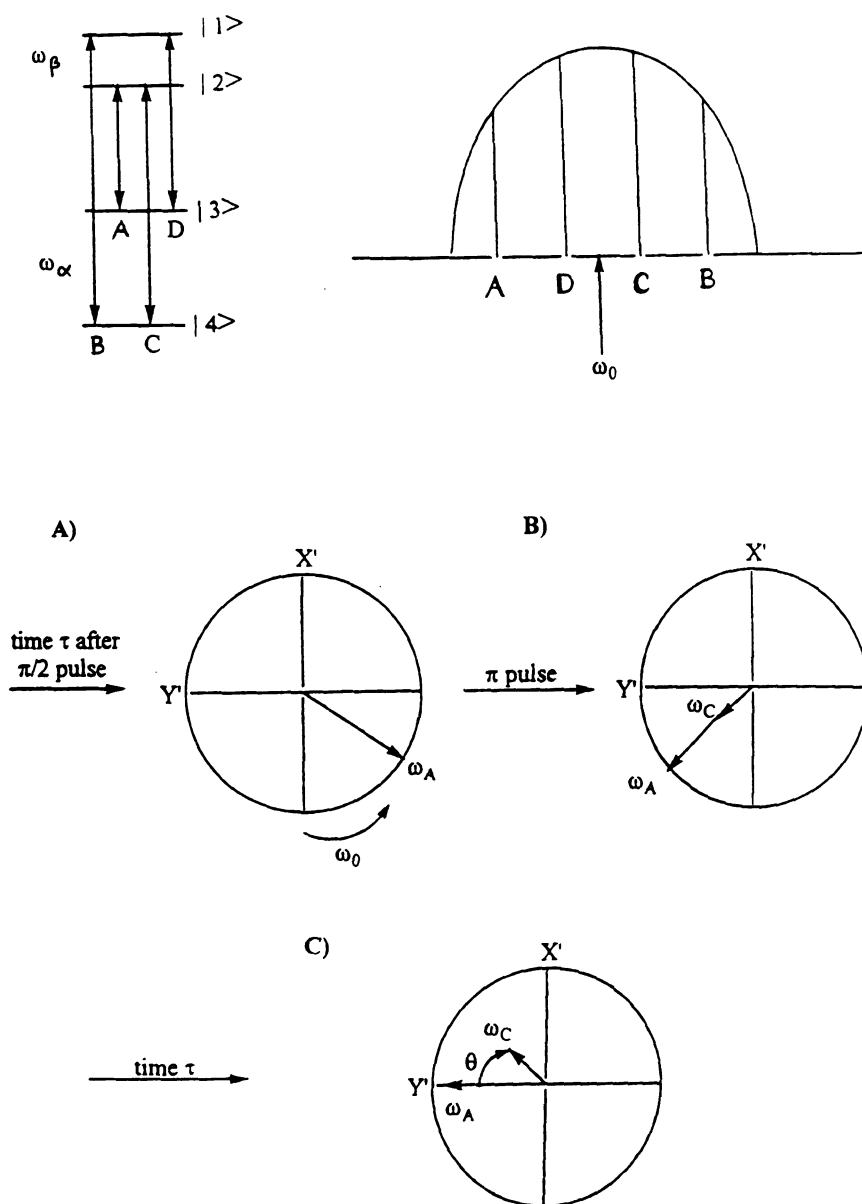 |1>
ω_β
|2>
|3>
A D
ω_α
|4>
B C
A D C B
ω_0
A)
X'
time τ after
π/2 pulse
Y'
ω_A
ω_0
B)
X'
π pulse
Y'
ω_C
ω_A
C)
X'
time τ
ω_C
θ
Y'
ω_A